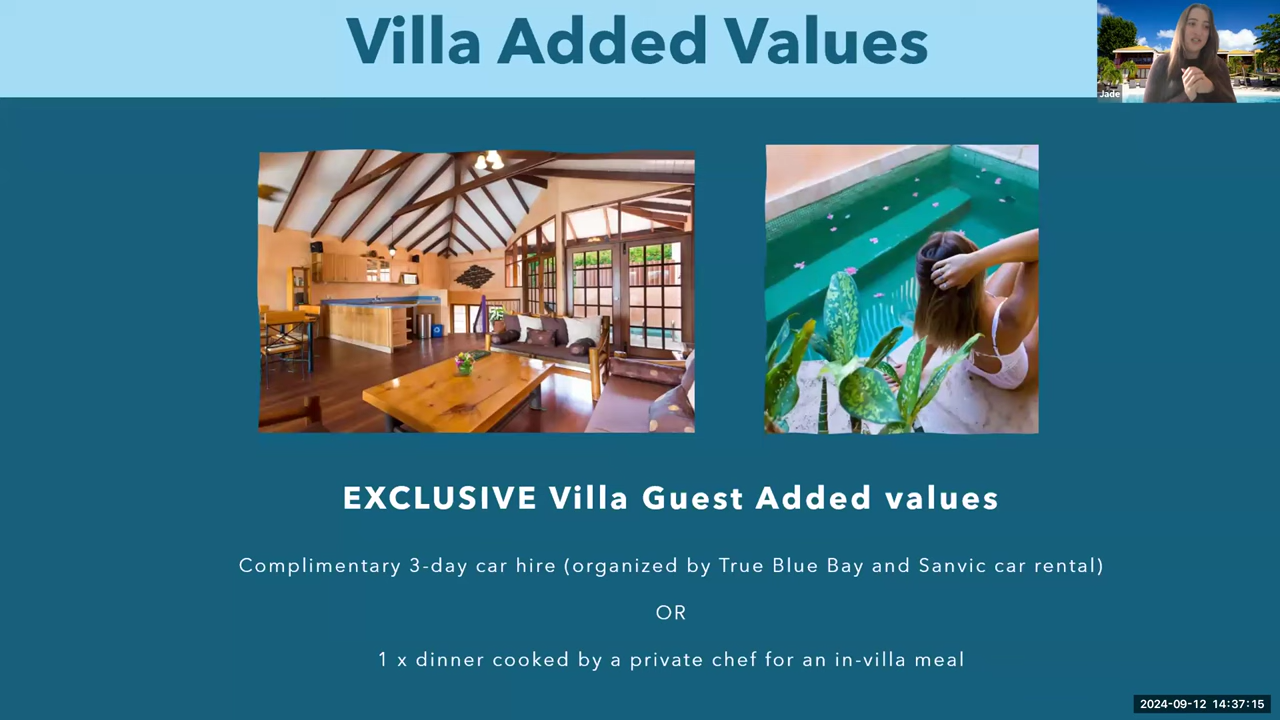 Villa Added Values
Jade
EXCLUSIVE Villa Guest Added values
Complimentary 3-day car hire (organized by True Blue Bay and Sanvic car rental)
OR
1 x dinner cooked by a private chef for an in-villa meal
2024-09-12 14:37:15